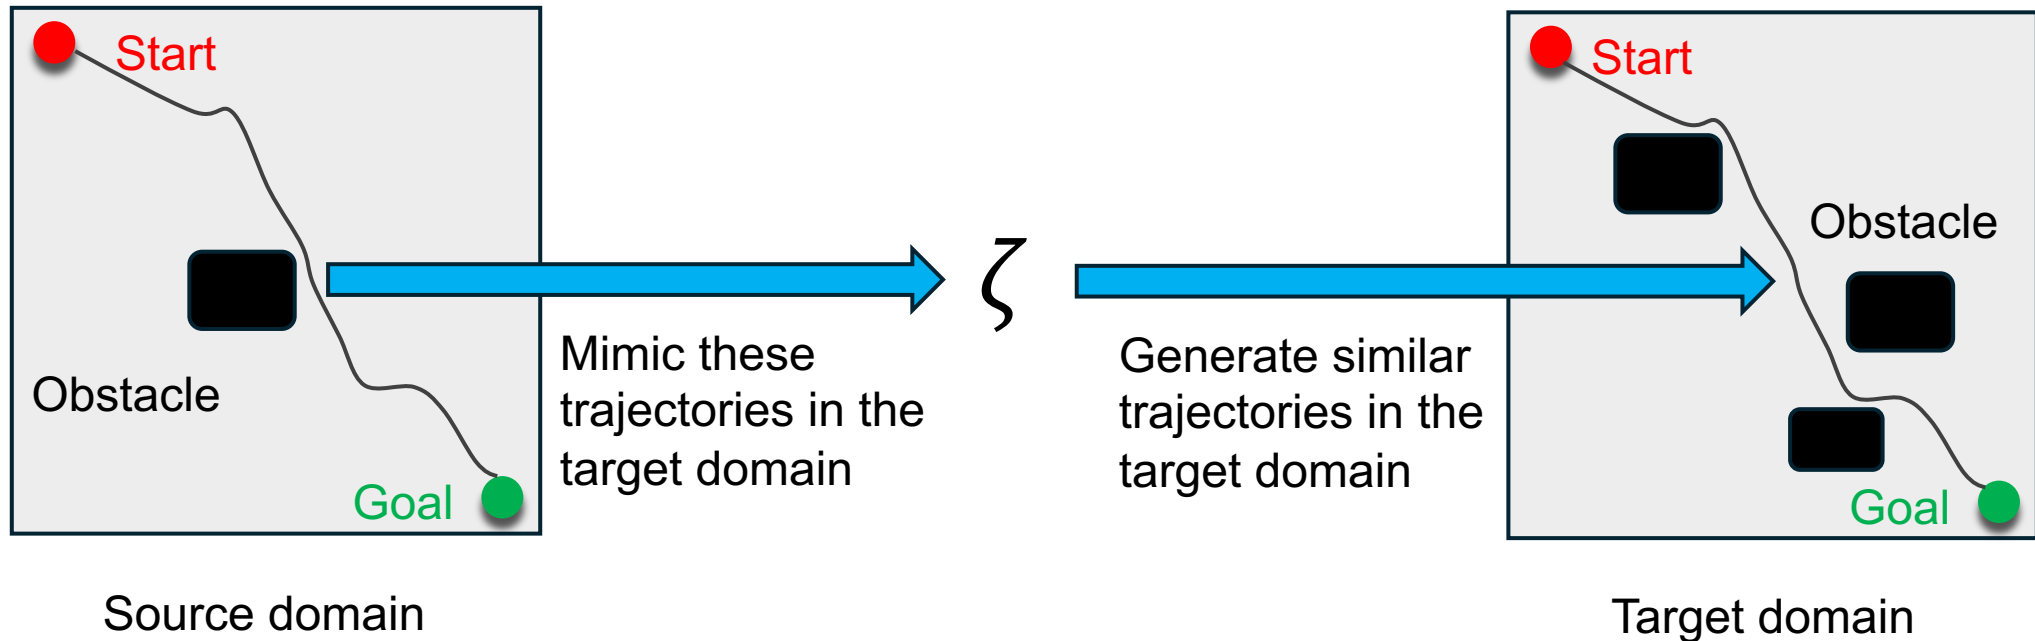 Start
Obstacle
Goal
Source domain
Mimic these
trajectories in the
target domain
ζ
Generate similar
trajectories in the
target domain
Start
Obstacle
Goal
Target domain